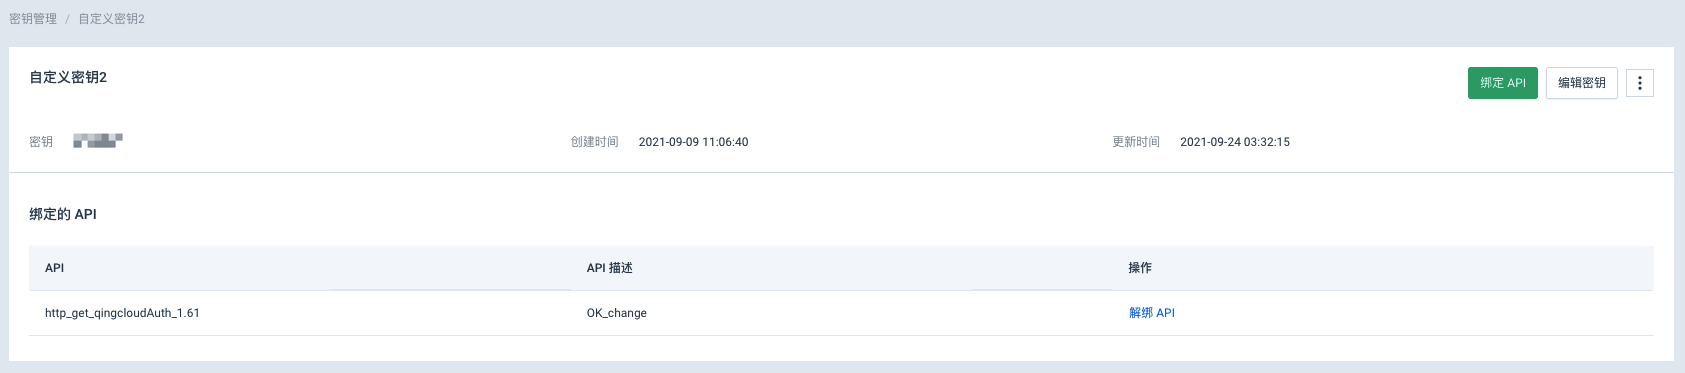 密钥管理 / 自定义密钥2
自定义密钥2
绑定 API 编辑密钥
密钥 创建时间 2021-09-09 11:06:40 更新时间 2021-09-24 03:32:15
绑定的 API
API API 描述 操作
http_get_qingcloudAuth_1.61 OK_change 解绑 API